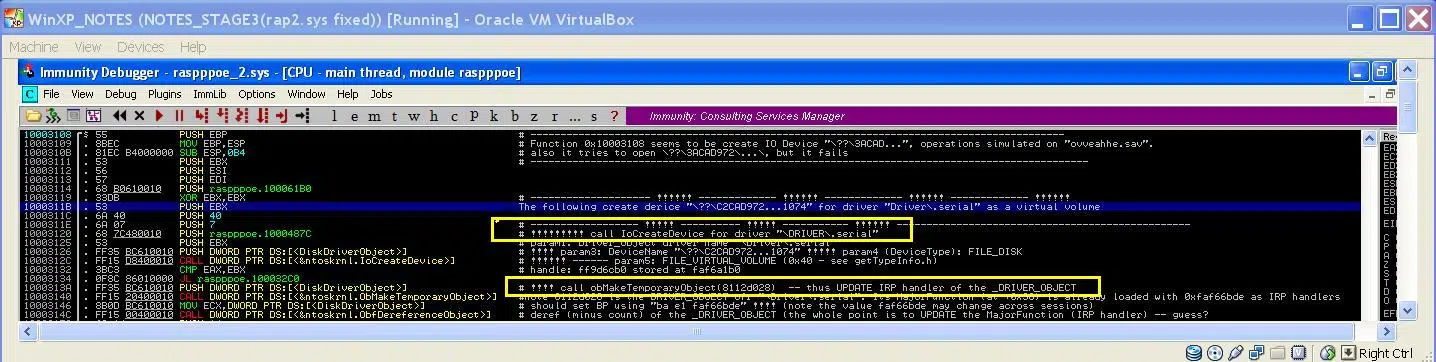 WinXP_NOTES (NOTES_STAGE3(rap2.sys fixed)) [Running] - Oracle VM VirtualBox
Machine View Devices Help
Immunity Debugger - raspppoe_2.sys - [CPU - main thread, module raspppoe]
C File View Debug Plugins ImmLib Options Window Help Jobs
l e m t w h c p k b z r ... s ? Immunity: Consulting Services Manager
10003108 $ 55 PUSH EBP
10003109 . 8BEC MOV EBP,ESP # Function 0x10003108 seems to be create IO Device "\??\3ACAD...", operations simulated on "ovveahhe.sav".
1000310B . 81EC B4000000 SUB ESP,0B4 # also it tries to open \??\3ACAD972\...\, but it fails
10003111 . 53 PUSH EBX
10003112 . 56 PUSH ESI
10003113 . 57 PUSH EDI
10003114 . 68 B0610010 PUSH raspppoe.100061B0
10003119 . 33DB XOR EBX,EBX
1000311B . 53 PUSH EBX The following create derice "\??\C2CAD972...1074" for driver "Driver\.serial" as a virtual volume
1000311C . 6A 40 PUSH 40
1000311E . 6A 07 PUSH 7
10003120 . 68 7C480010 PUSH raspppoe.1000487C # !!!!!!!!! call IoCreateDevice for driver "\DRIVER\.serial"
10003125 . 53 PUSH EBX
10003126 . FF35 BC610010 PUSH DWORD PTR DS:[<DiskDriverObject>] # !!!! param3: DeviceName "\??\C2CAD972...1074" !!!!! param4 (DeviceType): FILE_DISK
1000312C . FF15 DC400010 CALL DWORD PTR DS:[<&ntoskrnl.IoCreateDevice>] # !!!!!! ------ param5: FILE_VIRTUAL_VOLUME (0x40 - see getTypeInfo.h)
10003132 . 3BC3 CMP EAX,EBX # handle: ff9d6cb0 stored at faf6a1b0
10003134 . 0F8C 86010000 JL raspppoe.100032C0
1000313A . FF35 BC610010 PUSH DWORD PTR DS:[<DiskDriverObject>] # !!!! call obMakeTemporaryObject(8112d028) -- thus UPDATE IRP handler of the _DRIVER_OBJECT
10003140 . FF15 20400010 CALL DWORD PTR DS:[<&ntoskrnl.ObMakeTemporaryObject>] is already loaded with 0xfaf66bde as IRP handlers
10003146 . 8B0D BC610010 MOV ECX,DWORD PTR DS:[<DiskDriverObject>] # should set BP using "ba e1 faf66bde" !!!! (note the value faf66bde may change across sessions)
1000314C . FF15 00400010 CALL DWORD PTR DS:[<&ntoskrnl.ObfDereferenceObject>] # deref (minus count) of the _DRIVER_OBJECT (the whole point is to UPDATE the MajorFunction (IRP handler) -- guess?
Right Ctrl